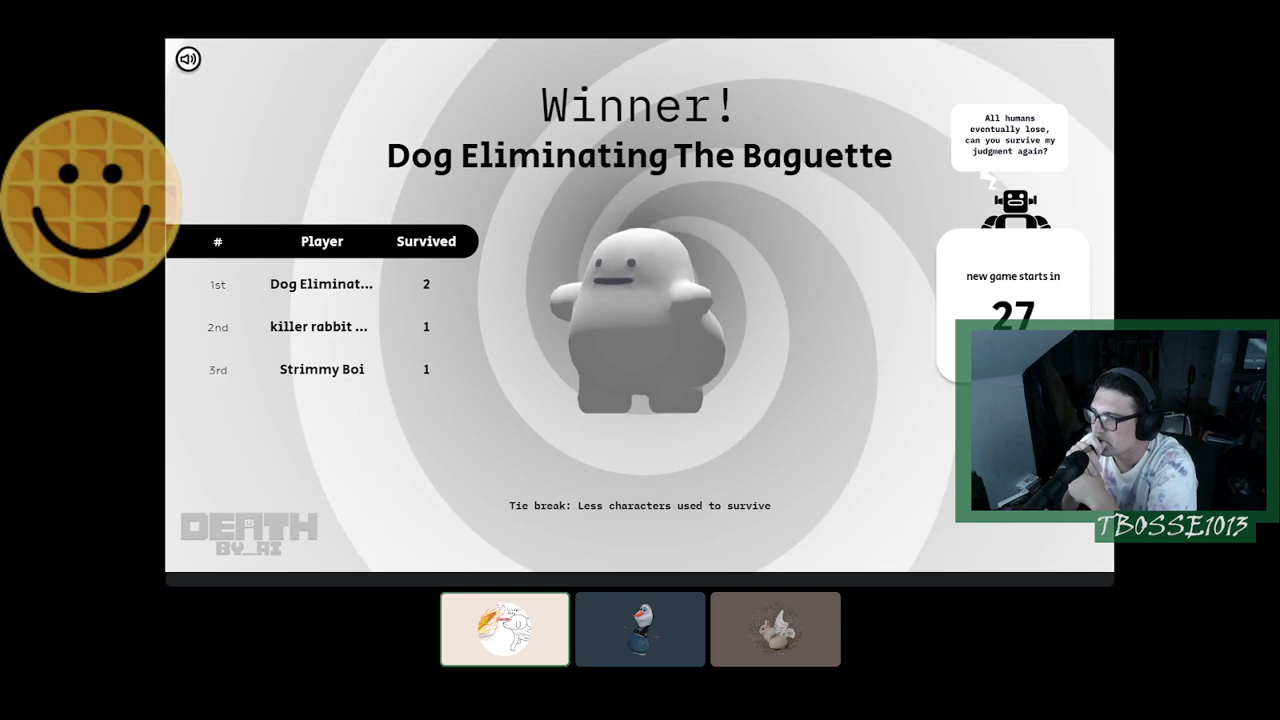 Winner!
Dog Eliminating The Baguette
All humans
eventually lose,
can you survive my
judgment again?
# Player Survived
1st Dog Eliminat... 2
2nd killer rabbit ... 1
3rd Strimmy Boi 1
new game starts in
27
Tie break: Less characters used to survive
DEATH
BY_AI
TBOSSE1013